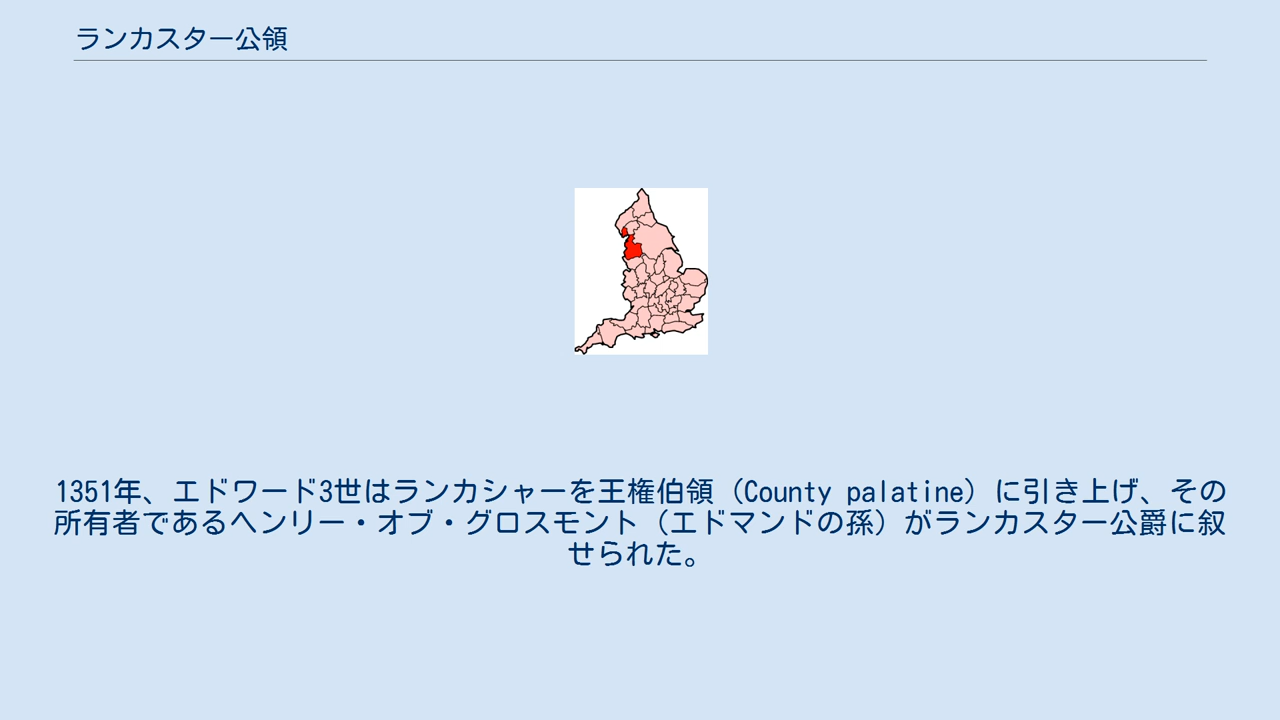 ランカスター公領
1351年、エドワード3世はランカシャーを王権伯領（County palatine）に引き上げ、その
所有者であるヘンリー・オブ・グロスモント（エドマンドの孫）がランカスター公爵に叙
せられた。